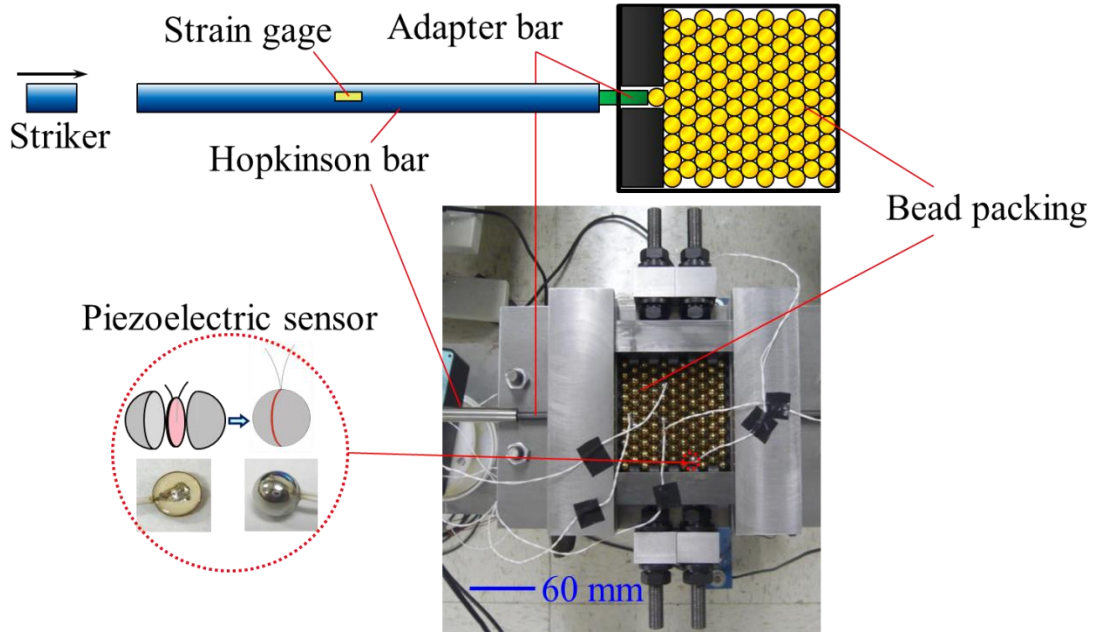 Strain gage
Adapter bar
Striker
Hopkinson bar
Bead packing
Piezoelectric sensor
60 mm